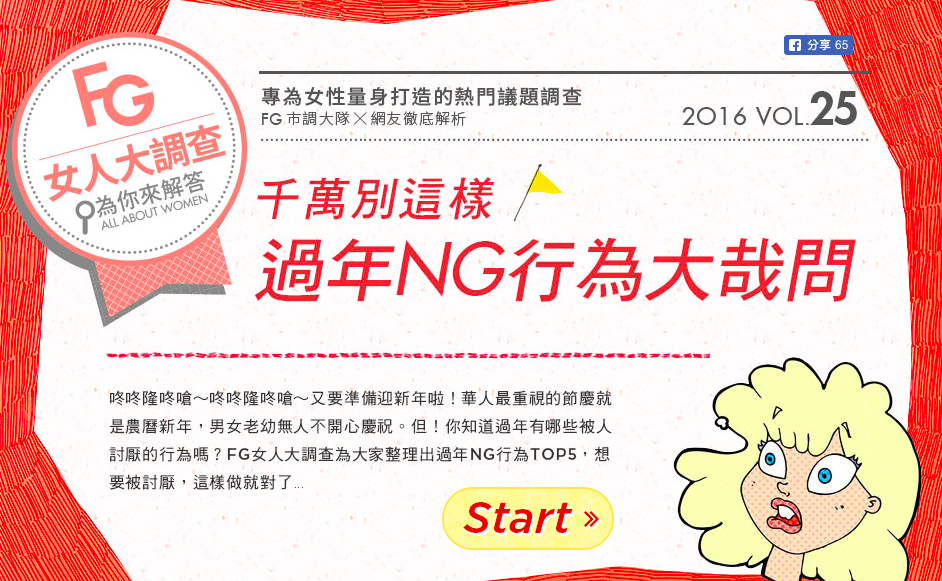 分享 65
FG
女人大調查
為你來解答
ALL ABOUT WOMEN
專為女性量身打造的熱門議題調查
FG 市調大隊╳網友徹底解析
2016 VOL.25
千萬別這樣
過年NG行為大哉問
咚咚隆咚嗆～咚咚隆咚嗆～又要準備迎新年啦！華人最重視的節慶就
是農曆新年，男女老幼無人不開心慶祝。但！你知道過年有哪些被人
討厭的行為嗎？FG女人大調查為大家整理出過年NG行為TOP5，想
要被討厭，這樣做就對了...
Start »